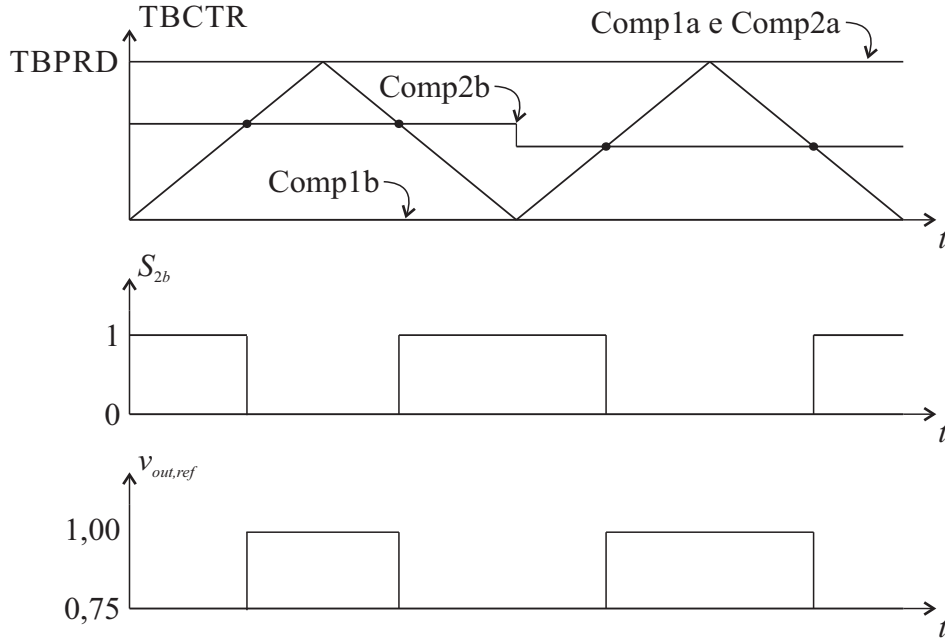 TBCTR
Comp1a e Comp2a
TBPRD
Comp2b
Comp1b
t
S2b
1
0
t
vout,ref
1,00
0,75
t